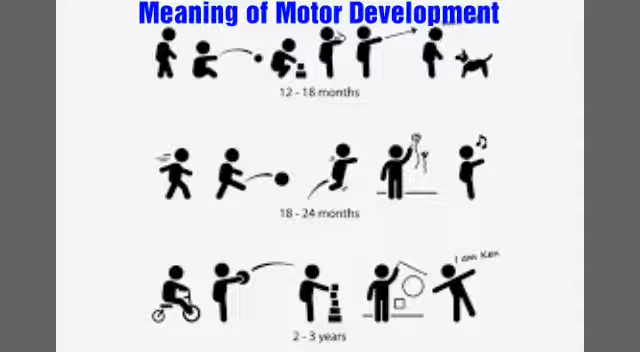 Meaning of Motor Development
12 - 18 months
18 - 24 months
I am Ken
2 - 3 years